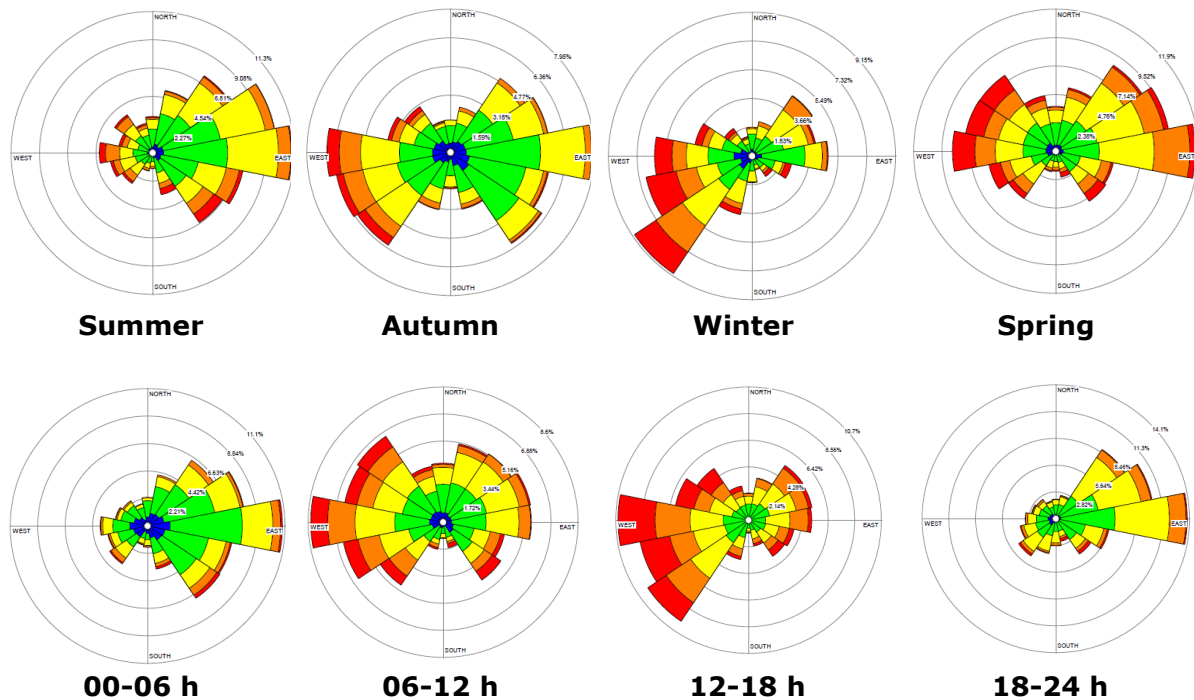 NORTH
11.3%
9.08%
6.81%
4.54%
2.27%
WEST
EAST
SOUTH
Summer
NORTH
7.95%
6.36%
4.77%
3.18%
1.59%
WEST
EAST
SOUTH
Autumn
NORTH
9.15%
7.32%
5.49%
3.66%
1.83%
WEST
EAST
SOUTH
Winter
NORTH
11.9%
9.52%
7.14%
4.76%
2.38%
WEST
EAST
SOUTH
Spring
NORTH
11.1%
8.84%
6.63%
4.42%
2.21%
WEST
EAST
SOUTH
00-06 h
NORTH
8.6%
6.88%
5.16%
3.44%
1.72%
WEST
EAST
SOUTH
06-12 h
NORTH
10.7%
8.56%
6.42%
4.28%
2.14%
WEST
EAST
SOUTH
12-18 h
NORTH
14.1%
11.3%
8.46%
5.64%
2.82%
WEST
EAST
SOUTH
18-24 h